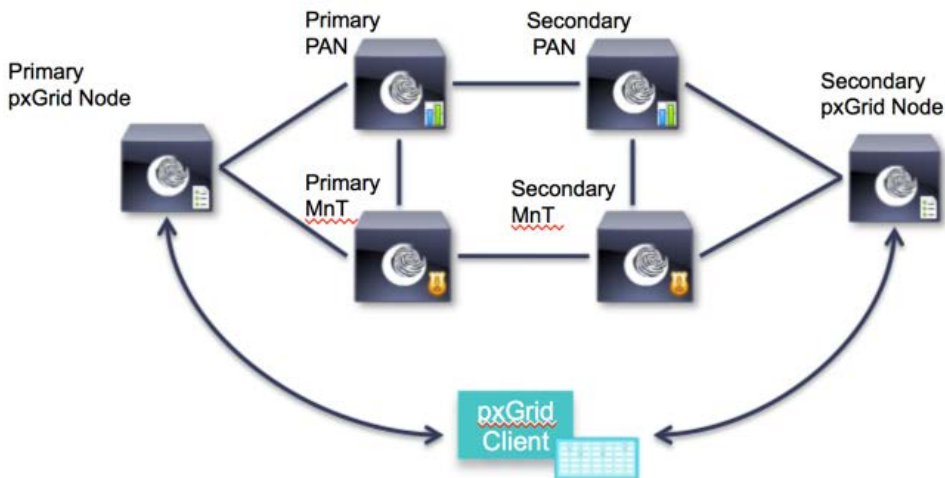 Primary
PAN
Secondary
PAN
Primary
pxGrid Node
Secondary
pxGrid Node
Primary
MnT
Secondary
MnT
pxGrid
Client